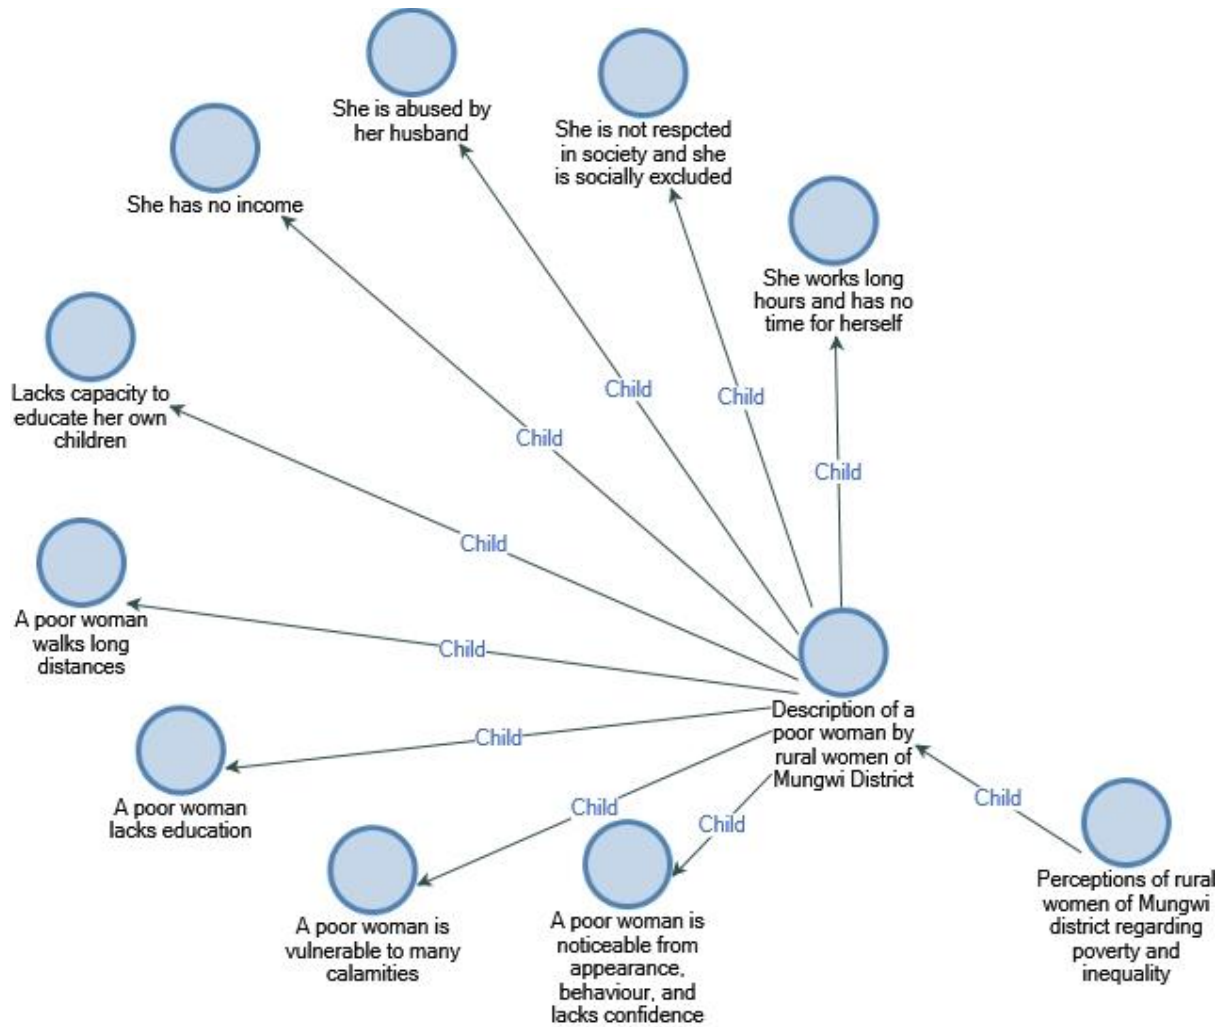 She is abused by
her husband
She is not respcted
in society and she
is socially excluded
She has no income
She works long
hours and has no
time for herself
Lacks capacity to
educate her own
children
A poor woman
walks long
distances
A poor woman
lacks education
A poor woman is
vulnerable to many
calamities
A poor woman is
noticeable from
appearance,
behaviour, and
lacks confidence
Description of a
poor woman by
rural women of
Mungwi District
Perceptions of rural
women of Mungwi
district regarding
poverty and
inequality
Child
Child
Child
Child
Child
Child
Child
Child
Child
Child